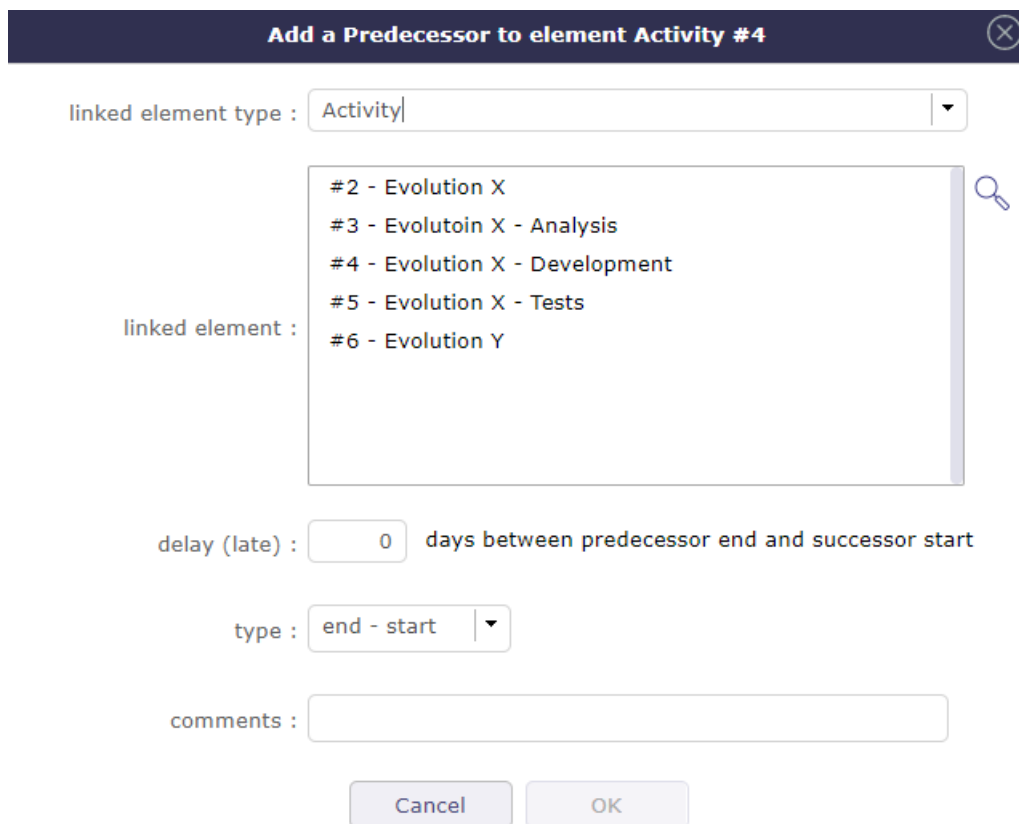 Add a Predecessor to element Activity #4
linked element type : Activity
#2 - Evolution X
#3 - Evolutoin X - Analysis
#4 - Evolution X - Development
#5 - Evolution X - Tests
linked element :
#6 - Evolution Y
delay (late) : 0 days between predecessor end and successor start
type : end - start
comments :
Cancel OK